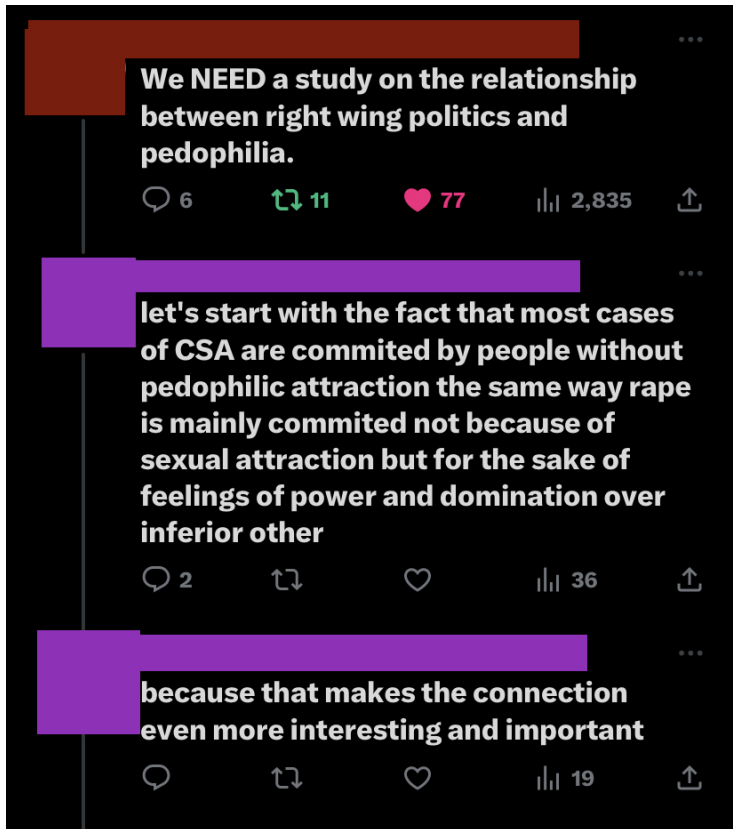 We NEED a study on the relationship
between right wing politics and
pedophilia.
6 11 77 2,835
let's start with the fact that most cases
of CSA are commited by people without
pedophilic attraction the same way rape
is mainly commited not because of
sexual attraction but for the sake of
feelings of power and domination over
inferior other
2 36
because that makes the connection
even more interesting and important
19